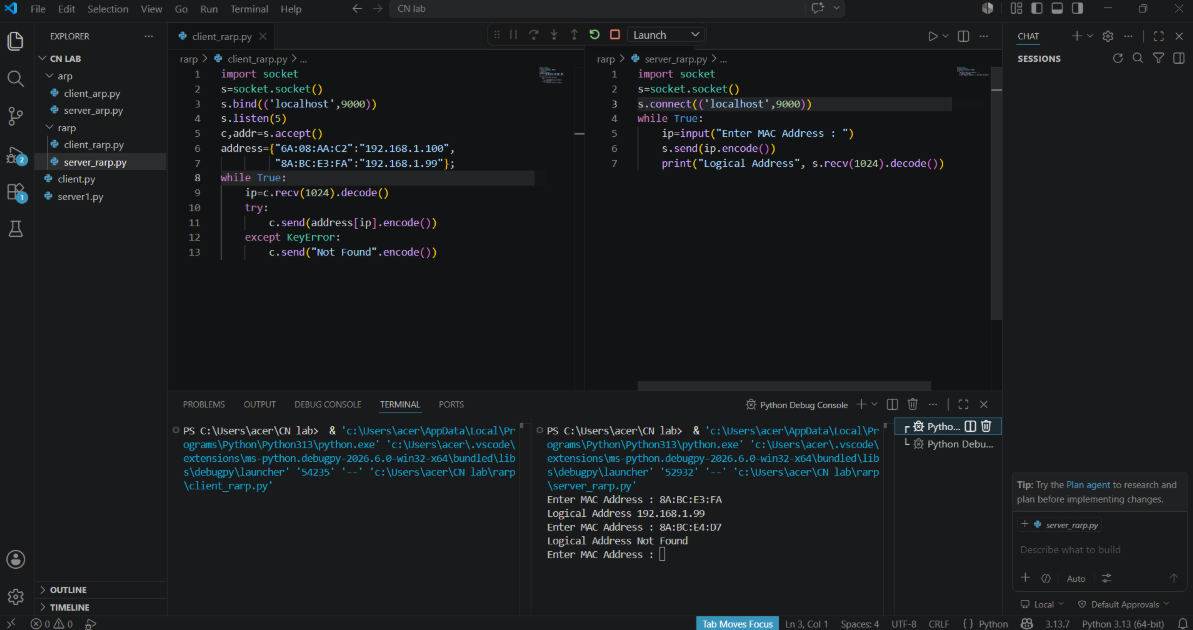 File Edit Selection View Go Run Terminal Help
CN lab
EXPLORER
CN LAB
arp
client_arp.py
server_arp.py
rarp
client_rarp.py
server_rarp.py
client.py
server1.py
OUTLINE
TIMELINE
2
1
client_rarp.py
Launch
rarp > client_rarp.py > ...
1 import socket
2 s=socket.socket()
3 s.bind(('localhost',9000))
4 s.listen(5)
5 c,addr=s.accept()
6 address={"6A:08:AA:C2":"192.168.1.100",
7 "8A:BC:E3:FA":"192.168.1.99"};
8 while True:
9 ip=c.recv(1024).decode()
10 try:
11 c.send(address[ip].encode())
12 except KeyError:
13 c.send("Not Found".encode())
rarp > server_rarp.py > ...
1 import socket
2 s=socket.socket()
3 s.connect(('localhost',9000))
4 while True:
5 ip=input("Enter MAC Address : ")
6 s.send(ip.encode())
7 print("Logical Address", s.recv(1024).decode())
PROBLEMS OUTPUT DEBUG CONSOLE TERMINAL PORTS
Python Debug Console
PS C:\Users\acer\CN lab> & 'c:\Users\acer\AppData\Local\Pr
ograms\Python\Python313\python.exe' 'c:\Users\acer\.vscode\
extensions\ms-python.debugpy-2026.6.0-win32-x64\bundled\lib
s\debugpy\launcher' '54235' '--' 'c:\Users\acer\CN lab\rarp
\client_rarp.py'
PS C:\Users\acer\CN lab> & 'c:\Users\acer\AppData\Local\Pr
ograms\Python\Python313\python.exe' 'c:\Users\acer\.vscode\
extensions\ms-python.debugpy-2026.6.0-win32-x64\bundled\lib
s\debugpy\launcher' '52932' '--' 'c:\Users\acer\CN lab\rarp
\server_rarp.py'
Enter MAC Address : 8A:BC:E3:FA
Logical Address 192.168.1.99
Enter MAC Address : 8A:BC:E4:D7
Logical Address Not Found
Enter MAC Address :
Pytho...
Python Debu...
CHAT
SESSIONS
Tip: Try the Plan agent to research and
plan before implementing changes.
server_rarp.py
Describe what to build
Auto
Local
Default Approvals
0 0
Tab Moves Focus Ln 3, Col 1 Spaces: 4 UTF-8 CRLF {} Python 3.13.7 Python 3.13 (64-bit)